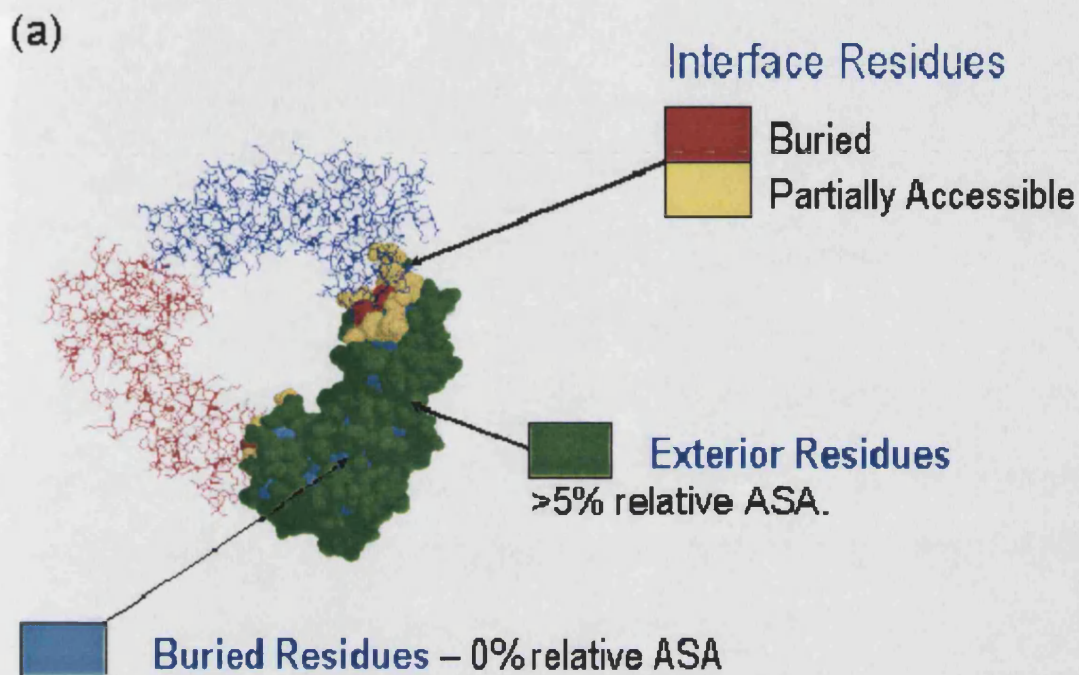 (a)
Interface Residues
Buried
Partially Accessible
Exterior Residues
>5% relative ASA.
Buried Residues – 0% relative ASA